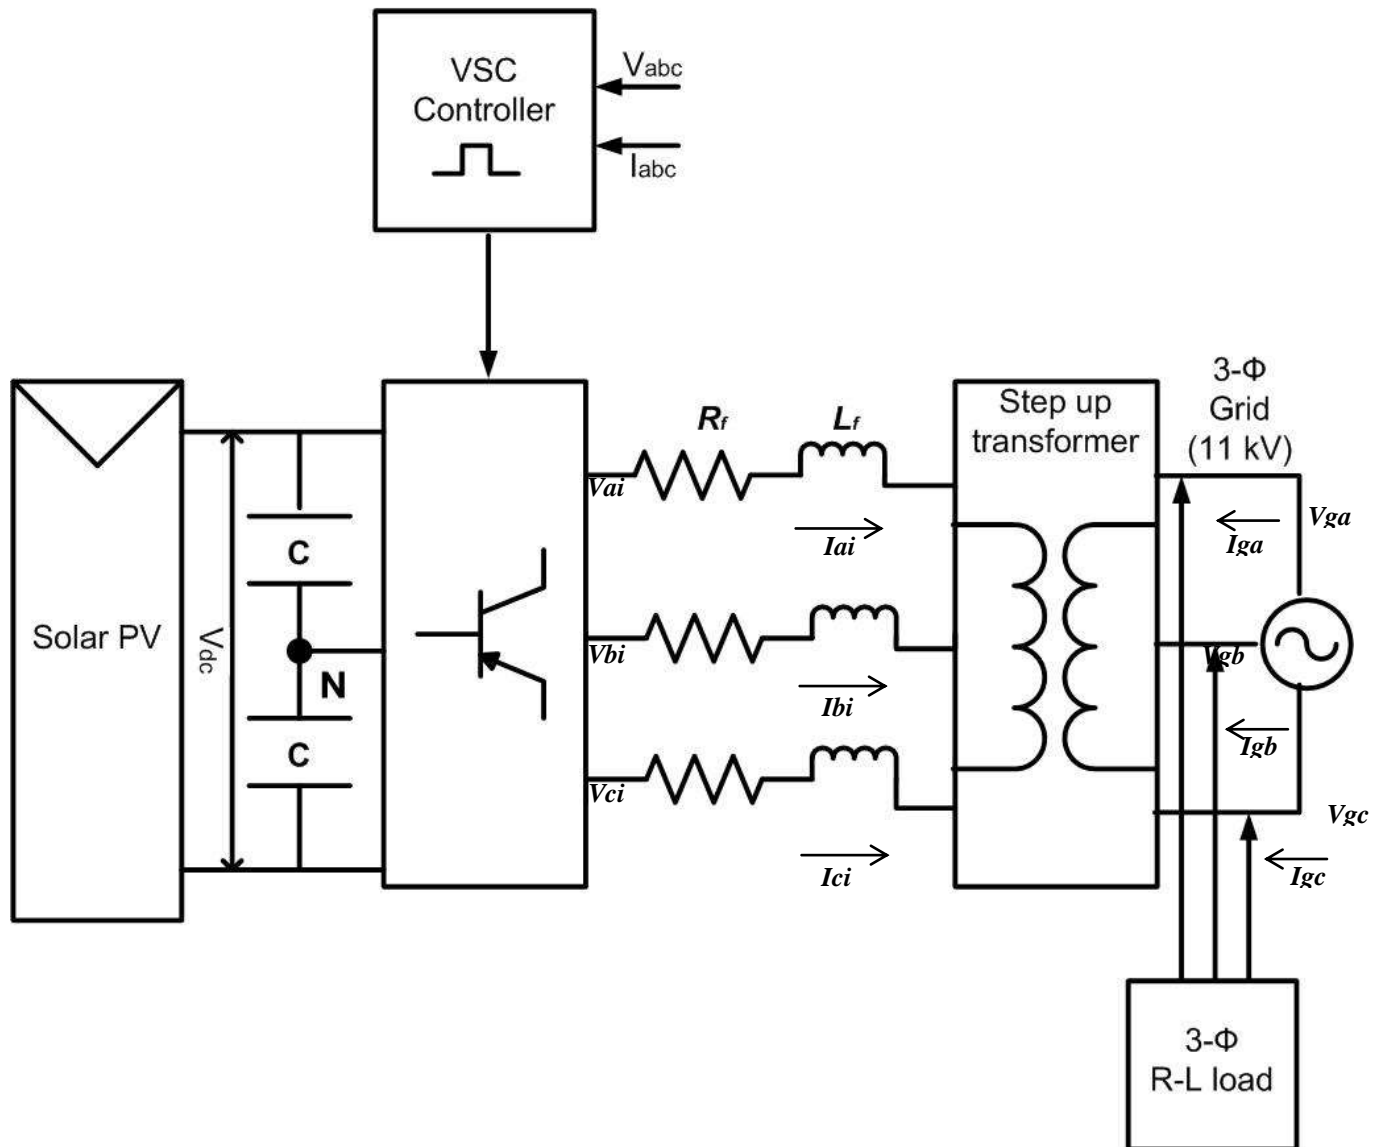 VSC
Controller
Vabc
Iabc
3-Φ
Grid
(11 kV)
Step up
transformer
Rf
Lf
Vai
Vga
Iai
Iga
C
Solar PV
Vdc
N
Vbi
Vgb
Ibi
Igb
C
Vci
Vgc
Ici
Igc
3-Φ
R-L load